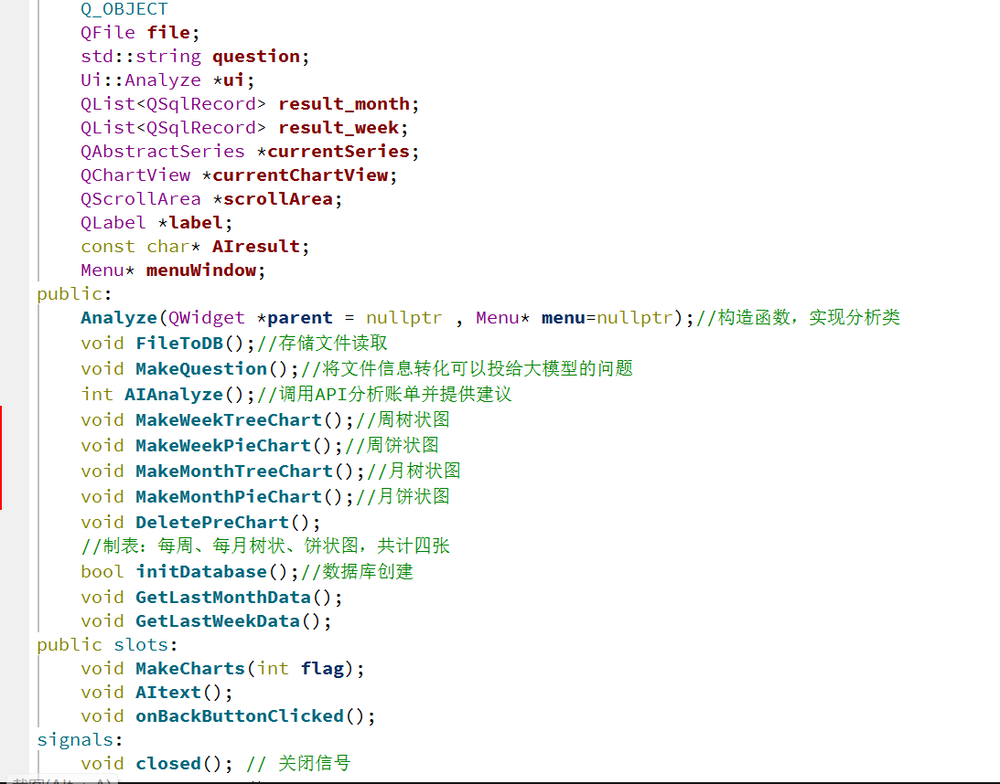 Q_OBJECT
QFile file;
std::string question;
Ui::Analyze *ui;
QList<QSqlRecord> result_month;
QList<QSqlRecord> result_week;
QAbstractSeries *currentSeries;
QChartView *currentChartView;
QScrollArea *scrollArea;
QLabel *label;
const char* AIresult;
Menu* menuWindow;
public:
Analyze(QWidget *parent = nullptr , Menu* menu=nullptr);//构造函数，实现分析类
void FileToDB();//存储文件读取
void MakeQuestion();//将文件信息转化可以投给大模型的问题
int AIAnalyze();//调用API分析账单并提供建议
void MakeWeekTreeChart();//周树状图
void MakeWeekPieChart();//周饼状图
void MakeMonthTreeChart();//月树状图
void MakeMonthPieChart();//月饼状图
void DeletePreChart();
//制表：每周、每月树状、饼状图，共计四张
bool initDatabase();//数据库创建
void GetLastMonthData();
void GetLastWeekData();
public slots:
void MakeCharts(int flag);
void AItext();
void onBackButtonClicked();
signals:
void closed(); // 关闭信号